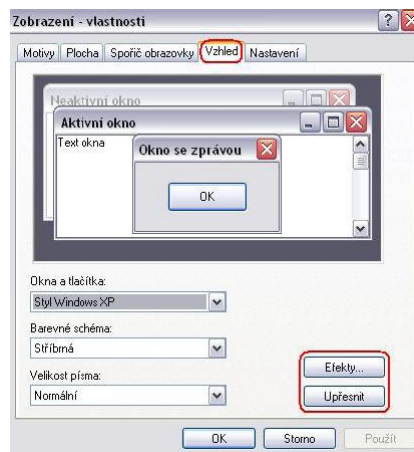 Zobrazení - vlastnosti
Motivy Plocha Spořič obrazovky Vzhled Nastavení
Neaktivní okno
Aktivní okno
Text okna
Okno se zprávou
OK
Okna a tlačítka:
Styl Windows XP
Barevné schéma:
Stříbrná
Efekty...
Velikost písma:
Normální
Upřesnit
OK Storno Použít